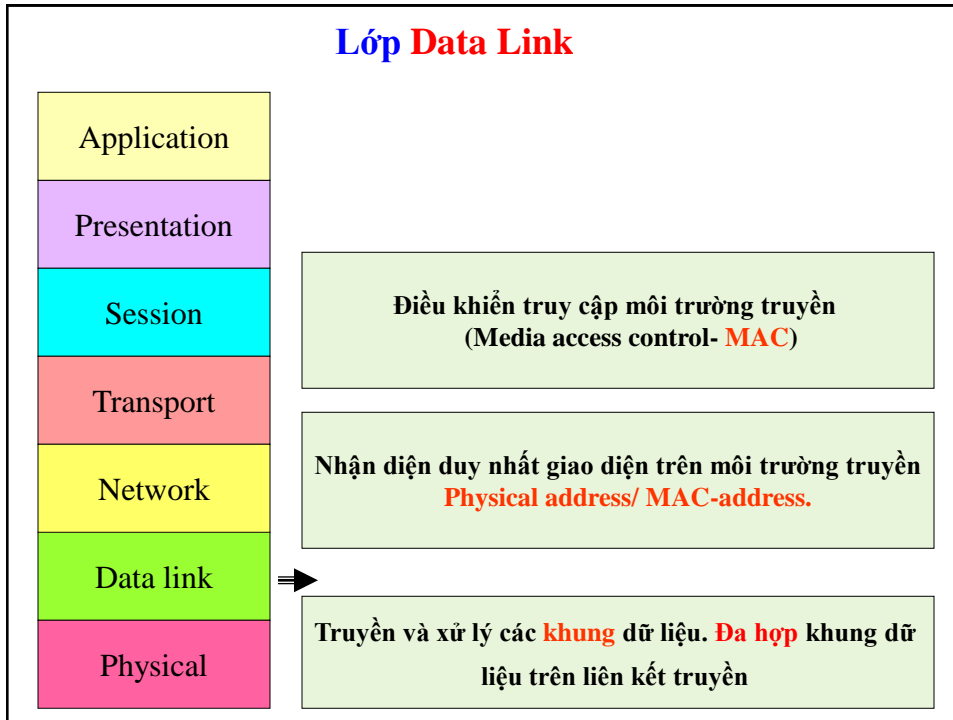 Lớp Data Link
Application
Presentation
Session
Transport
Network
Data link
Physical
Điều khiển truy cập môi trường truyền
(Media access control- MAC)
Nhận diện duy nhất giao diện trên môi trường truyền
Physical address/ MAC-address.
Truyền và xử lý các khung dữ liệu. Đa hợp khung dữ
liệu trên liên kết truyền